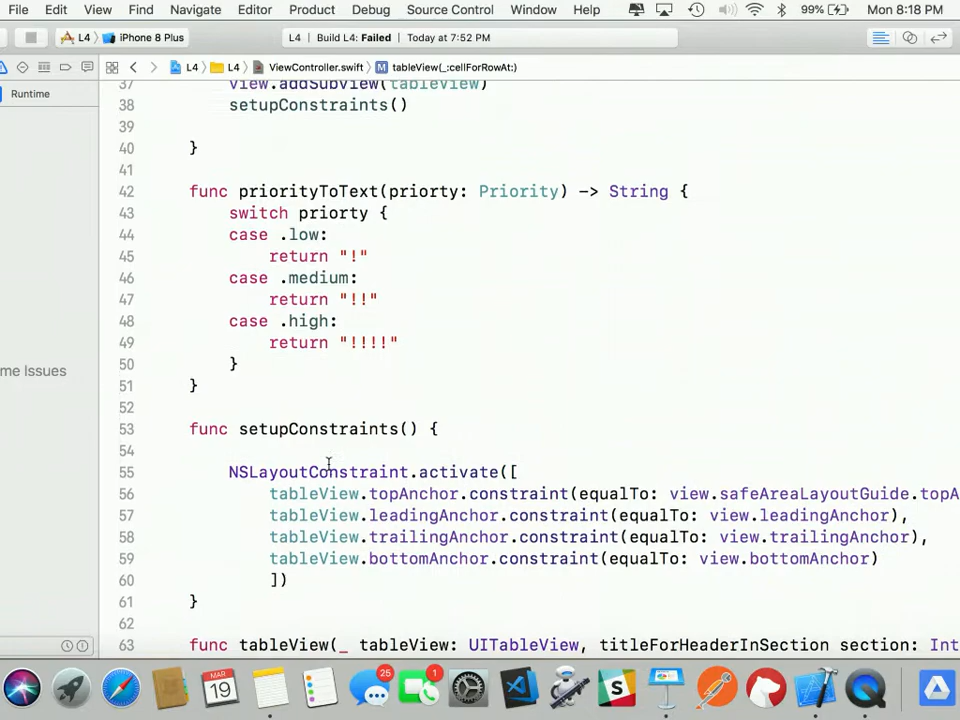 File Edit View Find Navigate Editor Product Debug Source Control Window Help 99% Mon 8:18 PM
L4 iPhone 8 Plus L4 | Build L4: Failed | Today at 7:52 PM
L4 L4 ViewController.swift M tableView(_:cellForRowAt:)
Runtime
37 view.addSubview(tableView)
38 setupConstraints()
39
40 }
41
42 func priorityToText(priorty: Priority) -> String {
43 switch priorty {
44 case .low:
45 return "!"
46 case .medium:
47 return "!!"
48 case .high:
49 return "!!!!"
50 }
me Issues
51 }
52
53 func setupConstraints() {
54
55 NSLayoutConstraint.activate([
56 tableView.topAnchor.constraint(equalTo: view.safeAreaLayoutGuide.topA
57 tableView.leadingAnchor.constraint(equalTo: view.leadingAnchor),
58 tableView.trailingAnchor.constraint(equalTo: view.trailingAnchor),
59 tableView.bottomAnchor.constraint(equalTo: view.bottomAnchor)
60 ])
61 }
62
63 func tableView(_ tableView: UITableView, titleForHeaderInSection section: Int
MAR
19
25
1